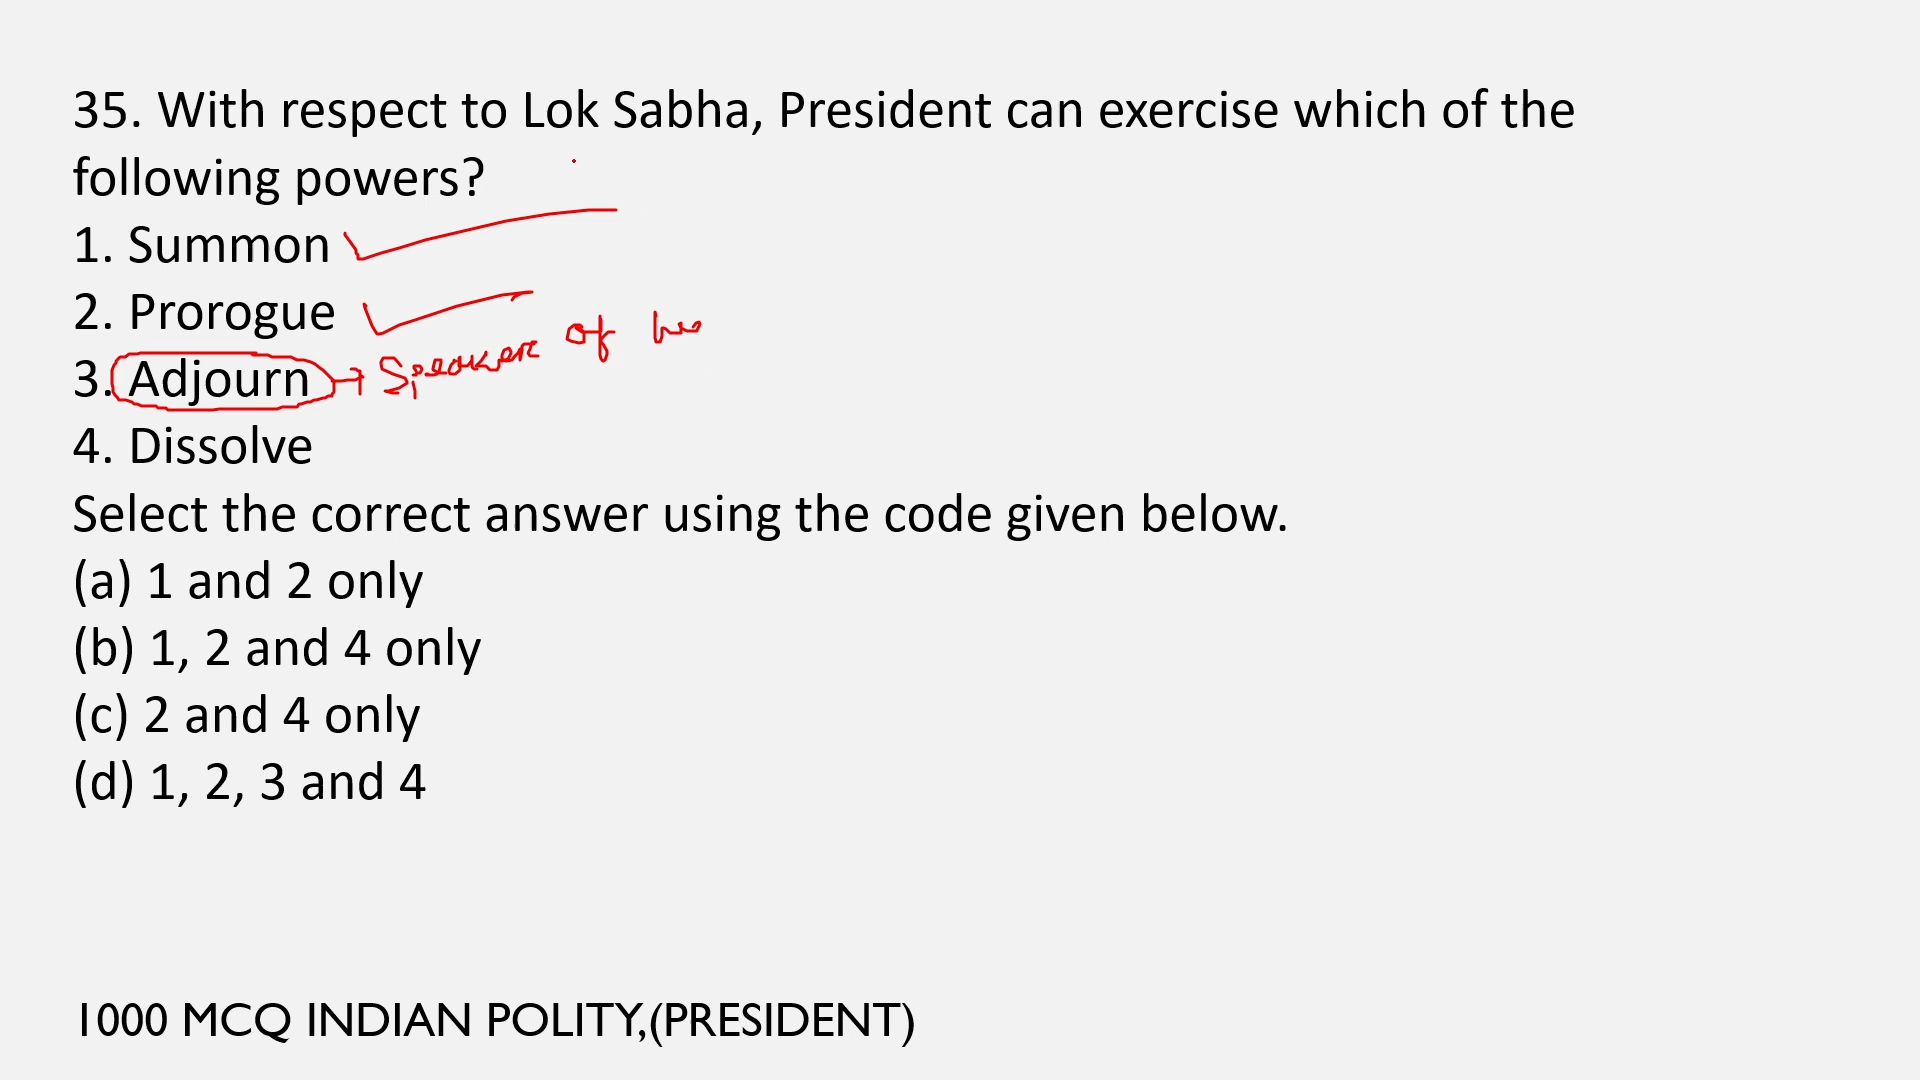 35. With respect to Lok Sabha, President can exercise which of the
following powers?
1. Summon
2. Prorogue
3. Adjourn → Speaker of
4. Dissolve
Select the correct answer using the code given below.
(a) 1 and 2 only
(b) 1, 2 and 4 only
(c) 2 and 4 only
(d) 1, 2, 3 and 4
1000 MCQ INDIAN POLITY,(PRESIDENT)